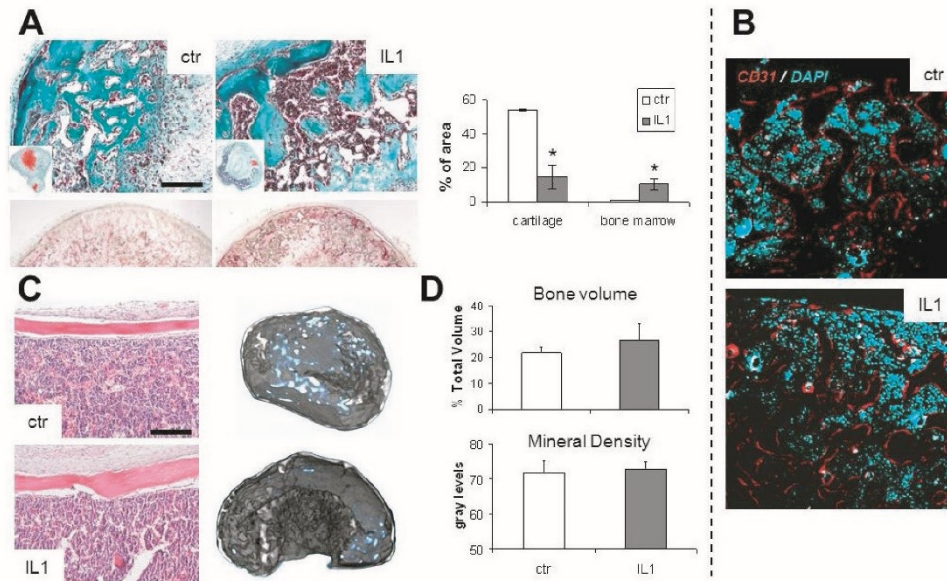 A
ctr
IL1
60
40
20
0
% of area
ctr
IL1
*
*
cartilage
bone marrow
B
CD31 / DAPI
ctr
IL1
C
ctr
IL1
D
Bone volume
40
30
20
10
0
% Total Volume
Mineral Density
80
70
60
50
gray levels
ctr
IL1